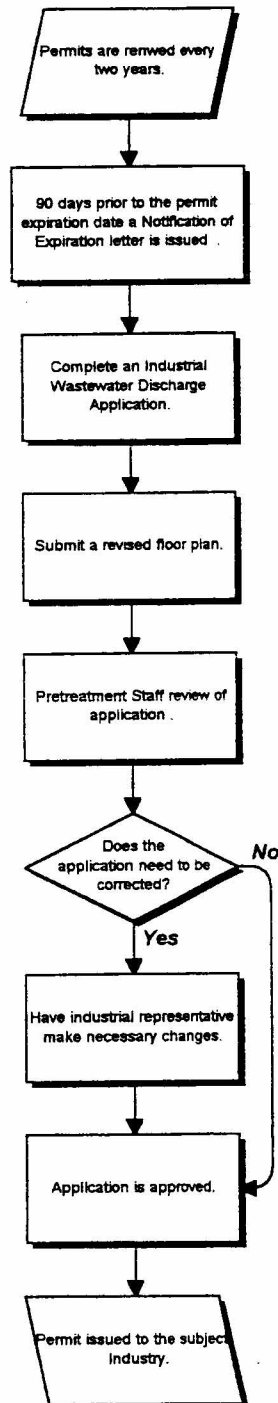 Permits are renwed every
two years.
90 days prior to the permit
expiration date a Notification of
Expiration letter is issued .
Complete an Industrial
Wastewater Discharge
Application.
Submit a revised floor plan.
Pretreatment Staff review of
application .
Does the
application need to be
corrected?
No
Yes
Have industrial representative
make necessary changes.
Application is approved.
Permit issued to the subject
Industry.